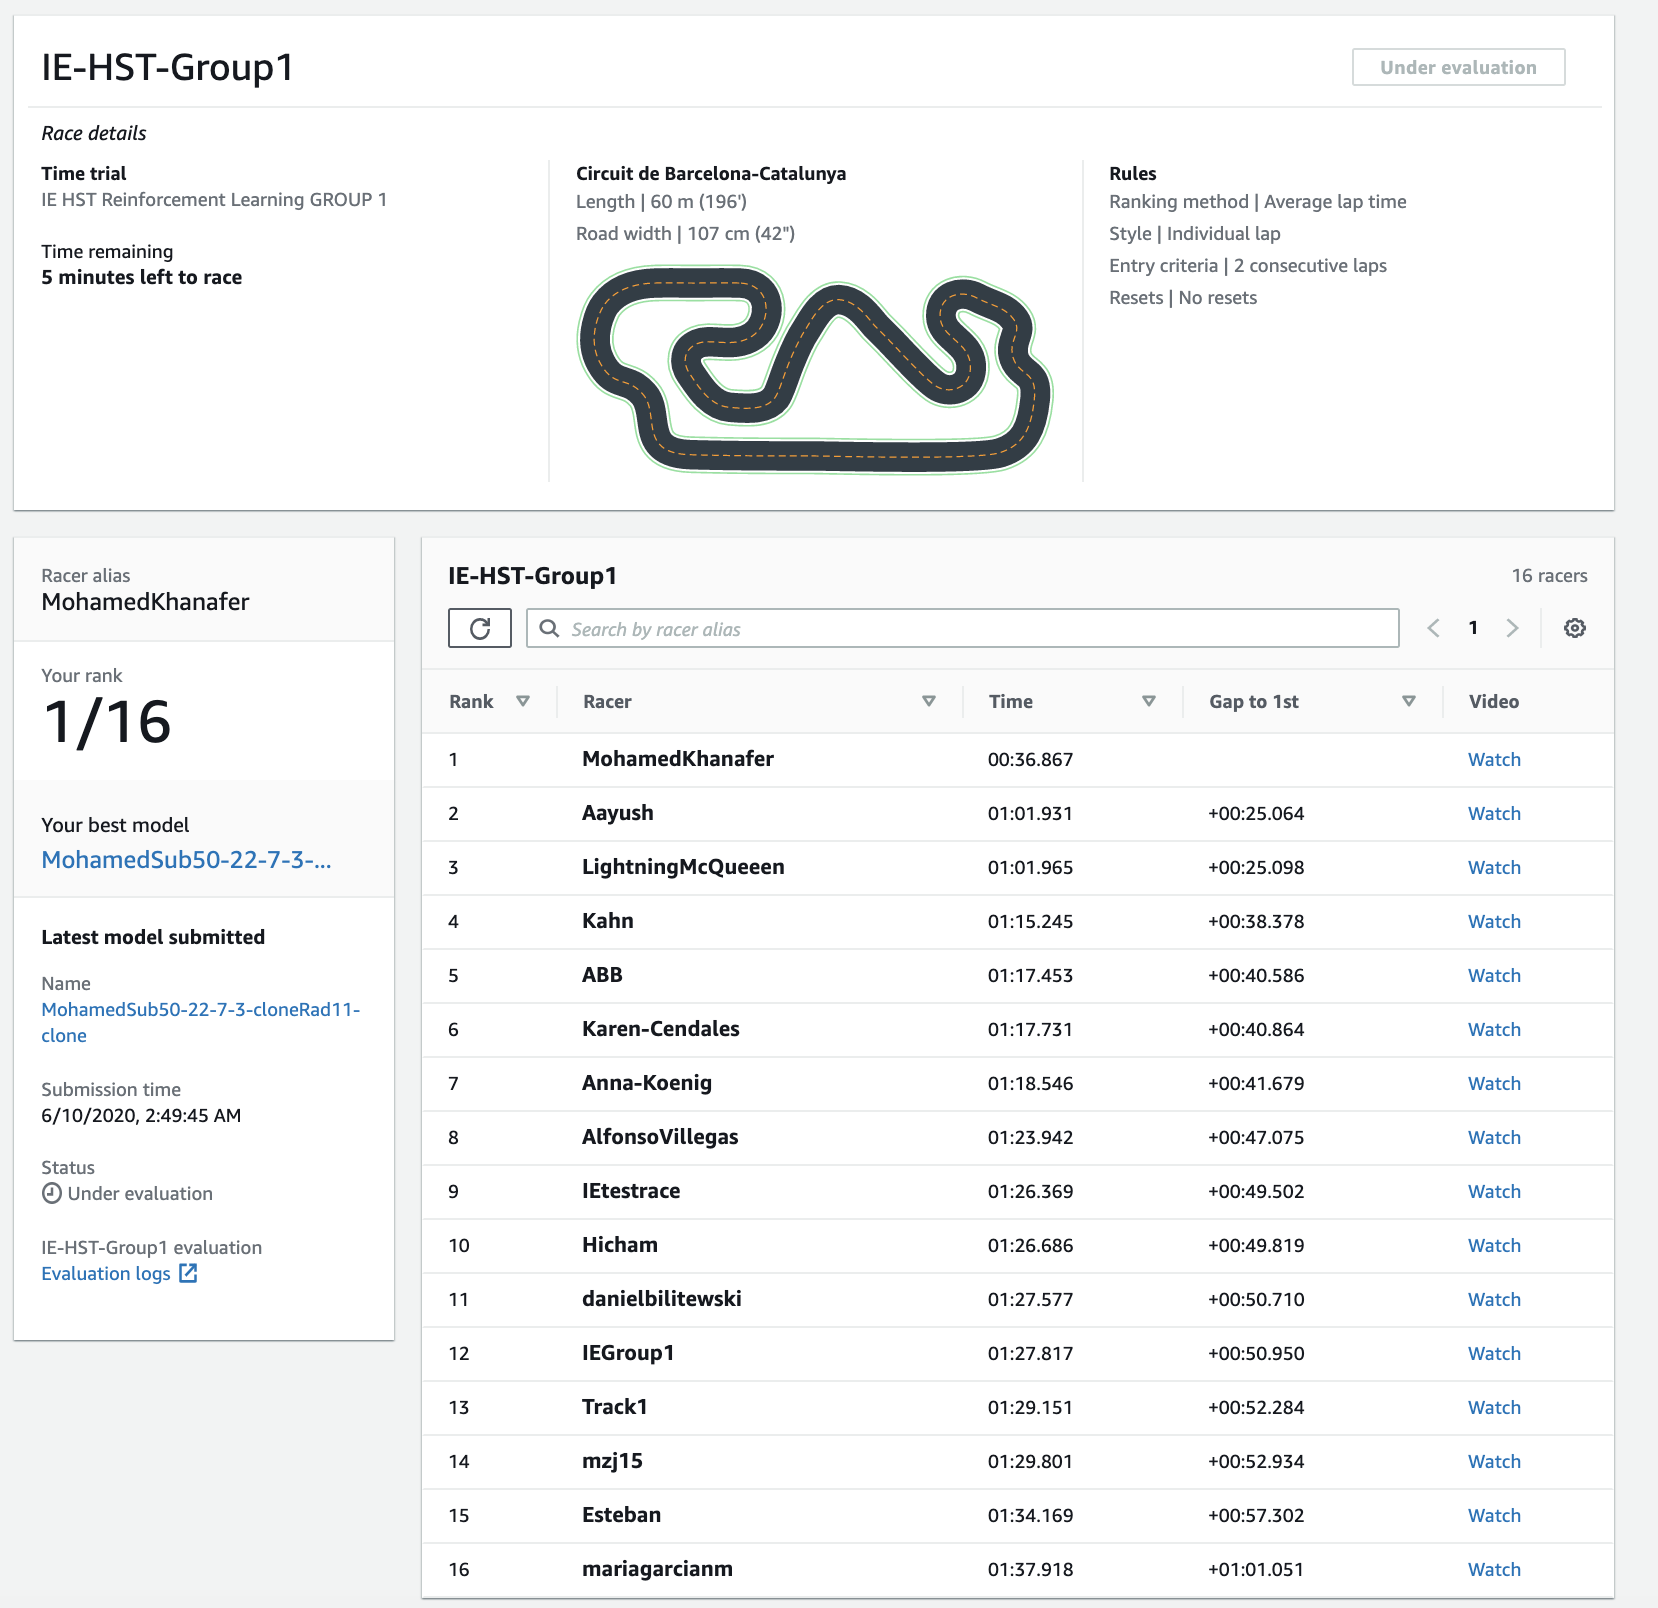 IE-HST-Group1
Under evaluation
Race details
Time trial
IE HST Reinforcement Learning GROUP 1
Time remaining
5 minutes left to race
Circuit de Barcelona-Catalunya
Length | 60 m (196')
Road width | 107 cm (42")
Rules
Ranking method | Average lap time
Style | Individual lap
Entry criteria | 2 consecutive laps
Resets | No resets
Racer alias
MohamedKhanafer
Your rank
1/16
Your best model
MohamedSub50-22-7-3-...
Latest model submitted
Name
MohamedSub50-22-7-3-cloneRad11-
clone
Submission time
6/10/2020, 2:49:45 AM
Status
Under evaluation
IE-HST-Group1 evaluation
Evaluation logs
IE-HST-Group1
16 racers
Search by racer alias
1
Rank Racer Time Gap to 1st Video
1 MohamedKhanafer 00:36.867 Watch
2 Aayush 01:01.931 +00:25.064 Watch
3 LightningMcQueeen 01:01.965 +00:25.098 Watch
4 Kahn 01:15.245 +00:38.378 Watch
5 ABB 01:17.453 +00:40.586 Watch
6 Karen-Cendales 01:17.731 +00:40.864 Watch
7 Anna-Koenig 01:18.546 +00:41.679 Watch
8 AlfonsoVillegas 01:23.942 +00:47.075 Watch
9 IEtestrace 01:26.369 +00:49.502 Watch
10 Hicham 01:26.686 +00:49.819 Watch
11 danielbilitewski 01:27.577 +00:50.710 Watch
12 IEGroup1 01:27.817 +00:50.950 Watch
13 Track1 01:29.151 +00:52.284 Watch
14 mzj15 01:29.801 +00:52.934 Watch
15 Esteban 01:34.169 +00:57.302 Watch
16 mariagarcianm 01:37.918 +01:01.051 Watch